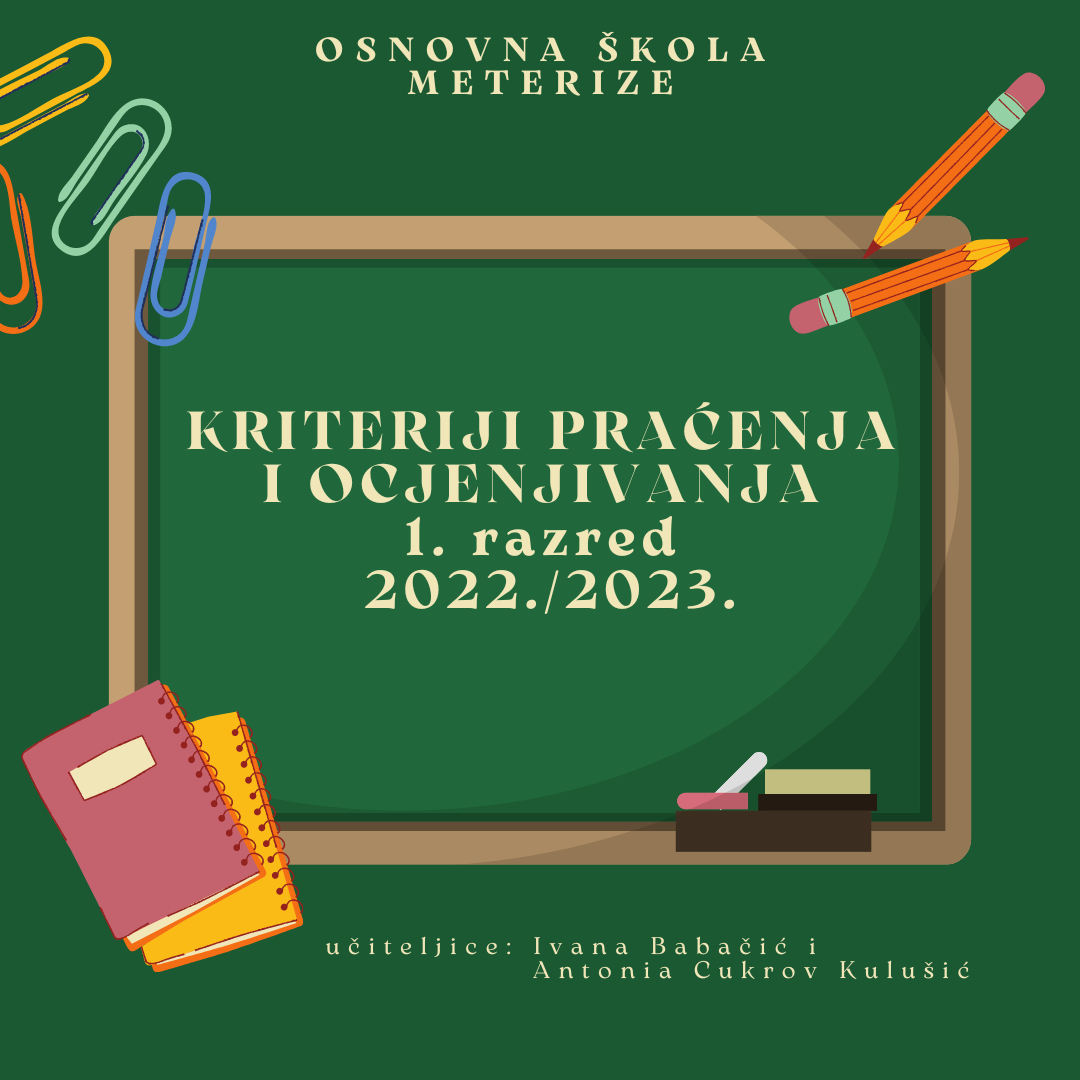 OSNOVNA ŠKOLA
METERIZE
KRITERIJI PRAĆENJA
I OCJENJIVANJA
1. razred
2022./2023.
učiteljice: Ivana Babačić i
Antonia Cukrov Kulušić